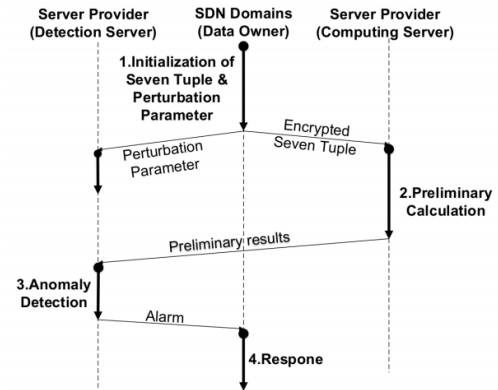 Server Provider
(Detection Server)
SDN Domains
(Data Owner)
Server Provider
(Computing Server)
1.Initialization of
Seven Tuple &
Perturbation
Parameter
Encrypted
Seven Tuple
Perturbation
Parameter
2.Preliminary
Calculation
Preliminary results
3.Anomaly
Detection
Alarm
4.Respone